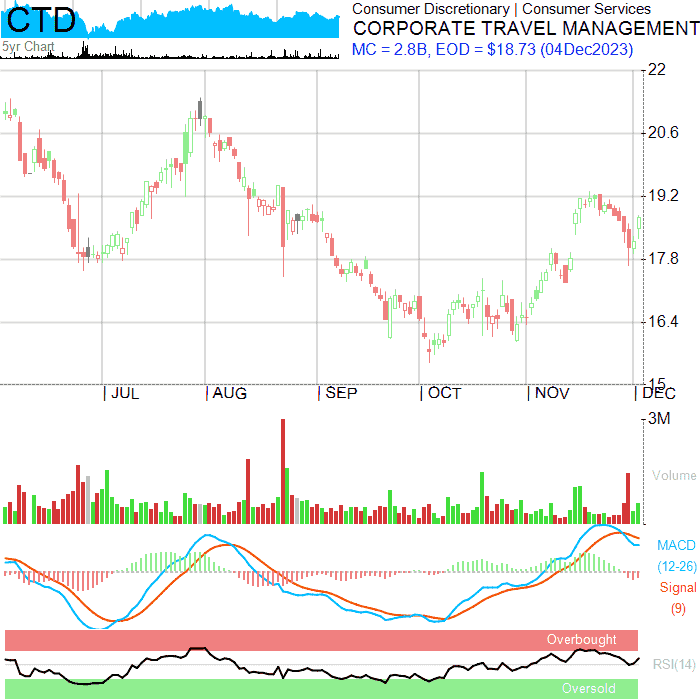 CTD
5yr Chart
Consumer Discretionary | Consumer Services
CORPORATE TRAVEL MANAGEMENT
MC = 2.8B, EOD = $18.73 (04Dec2023)
22
20.6
19.2
17.8
16.4
15
JUL AUG SEP OCT NOV DEC
3M
Volume
MACD
(12-26)
Signal
(9)
Overbought
RSI(14)
Oversold